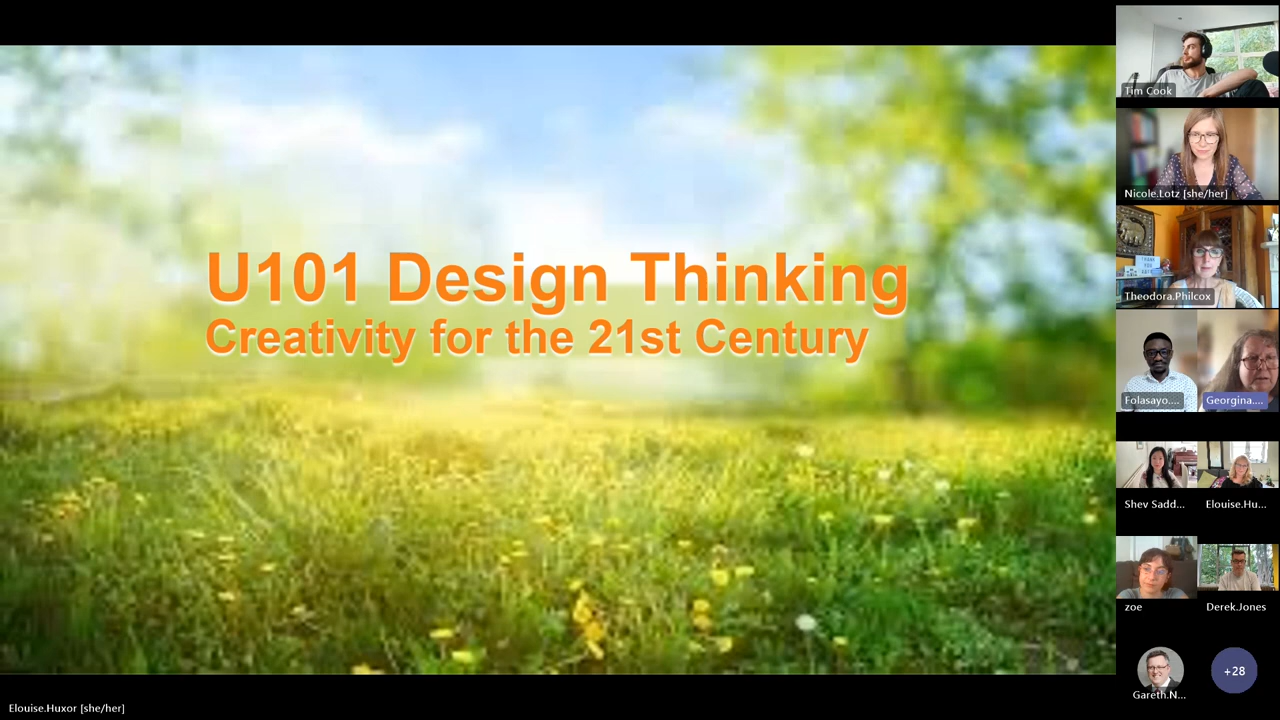 U101 Design Thinking
Creativity for the 21st Century
Tim Cook
Nicole.Lotz [she/her]
Theodora.Philcox
Folasayo....
Georgina....
Shev Sadd...
Elouise.Hu...
zoe
Derek.Jones
Gareth.N...
+28
Elouise.Huxor [she/her]